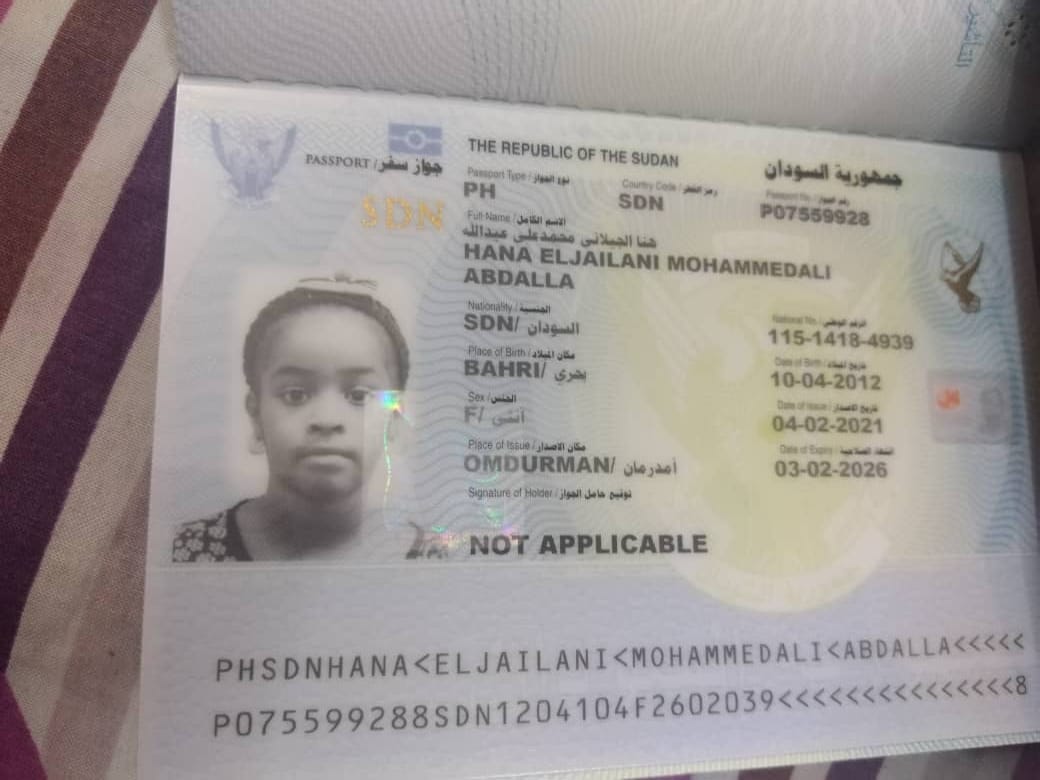 PASSPORT / جواز سفر
SDN
THE REPUBLIC OF THE SUDAN
جمهورية السودان
Passport Type / نوع الجواز
PH
Country Code / رمز القطر
SDN
Passport No. / رقم الجواز
P07559928
Full Name / الاسم الكامل
هنا الجيلاني محمدعلي عبدالله
HANA ELJAILANI MOHAMMEDALI
ABDALLA
Nationality / الجنسية
SDN/ السودان
National No. / الرقم الوطني
115-1418-4939
Place of Birth / مكان الميلاد
BAHRI/ بحري
Date of Birth / تاريخ الميلاد
10-04-2012
Sex / الجنس
F/ أنثى
Date of Issue / تاريخ الاصدار
04-02-2021
Place of Issue / مكان الاصدار
OMDURMAN/ أمدرمان
Date of Expiry / انتهاء الصلاحية
03-02-2026
Signature of Holder / توقيع حامل الجواز
NOT APPLICABLE
PHSDNHANA<ELJAILANI<MOHAMMEDALI<ABDALLA<<<<<
P075599288SDN1204104F2602039<<<<<<<<<<<<<<<8